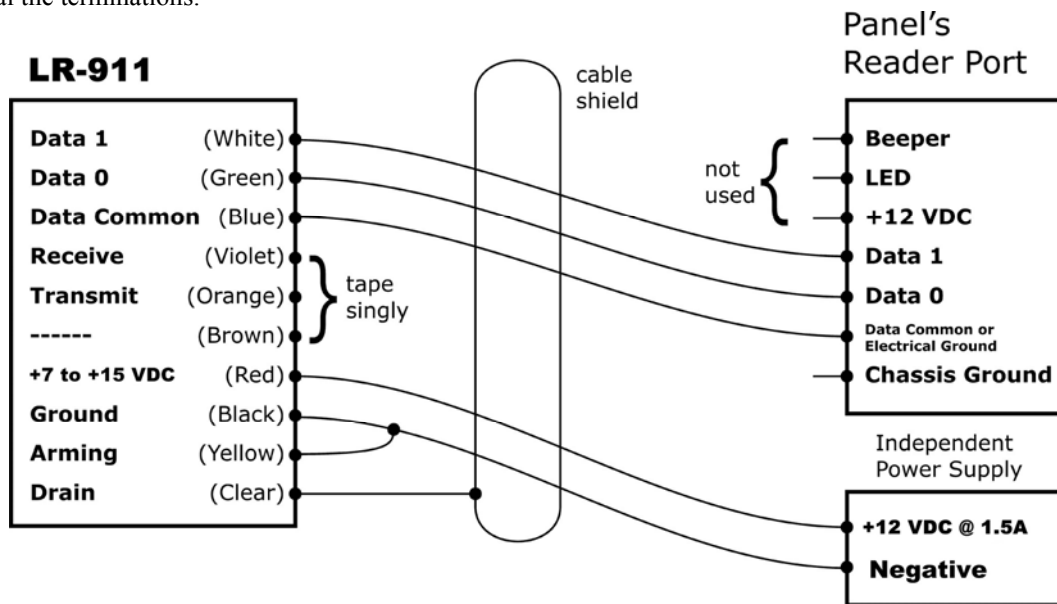 al the terminations.
Panel's
Reader Port
LR-911
cable
shield
Data 1 (White)
Data 0 (Green)
Data Common (Blue)
Receive (Violet)
Transmit (Orange)
------ (Brown)
+7 to +15 VDC (Red)
Ground (Black)
Arming (Yellow)
Drain (Clear)
tape
singly
not
used
Beeper
LED
+12 VDC
Data 1
Data 0
Data Common or
Electrical Ground
Chassis Ground
Independent
Power Supply
+12 VDC @ 1.5A
Negative